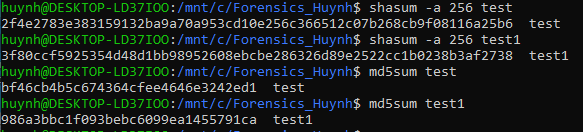 huynh@DESKTOP-LD37IOO:/mnt/c/Forensics_Huynh$ shasum -a 256 test
2f4e2783e383159132ba9a70a953cd10e256c366512c07b268cb9f08116a25b6  test
huynh@DESKTOP-LD37IOO:/mnt/c/Forensics_Huynh$ shasum -a 256 test1
3f80ccf5925354d48d1bb98952608ebcbe286326d89e2522cc1b0238b3af2738  test1
huynh@DESKTOP-LD37IOO:/mnt/c/Forensics_Huynh$ md5sum test
bf46cb4b5c674364cfee4646e3242ed1  test
huynh@DESKTOP-LD37IOO:/mnt/c/Forensics_Huynh$ md5sum test1
986a3bbc1f093bebc6099ea1455791ca  test1